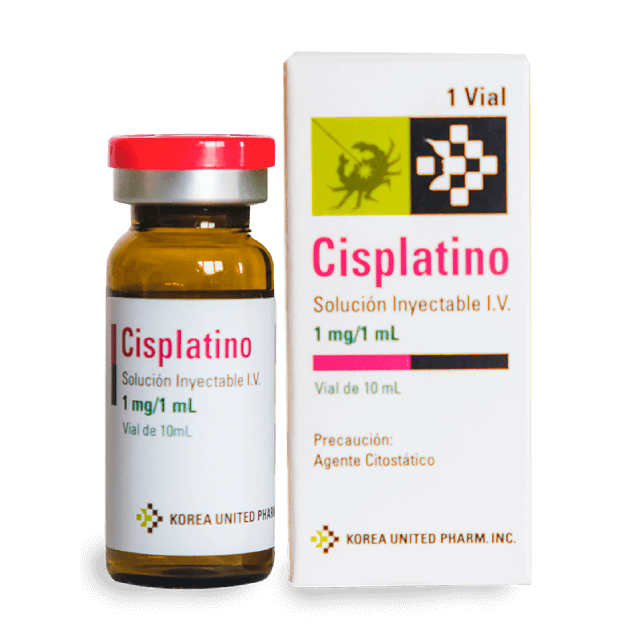 Cisplatino
Solución Inyectable I.V.
1 mg/1 mL
Vial de 10mL
KOREA UNITED
1 Vial
Cisplatino
Solución Inyectable I.V.
1 mg/1 mL
Vial de 10 mL
Precaución:
Agente Citostático
KOREA UNITED PHARM. INC.